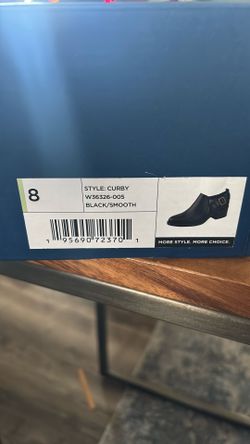 8
STYLE: CURBY
W36326-005
BLACK/SMOOTH
1 95690 72370 1
MORE STYLE. MORE CHOICE.